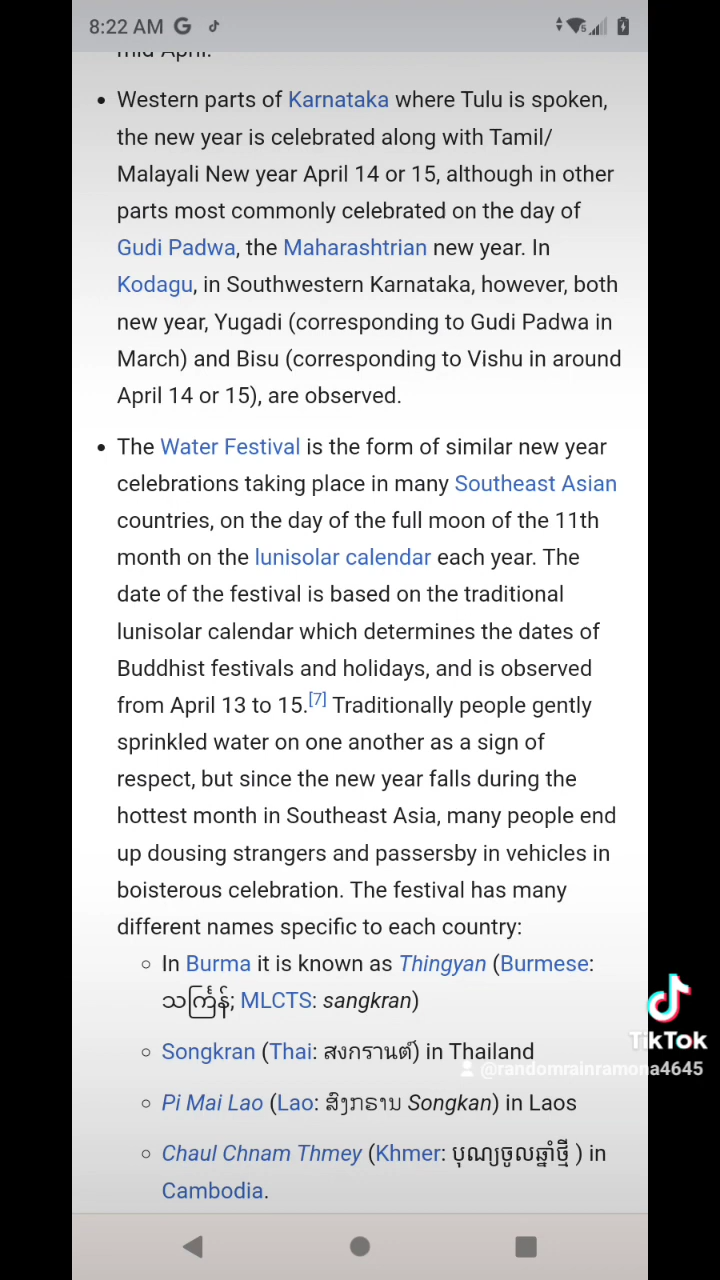 8:22 AM G
mid April.
• Western parts of Karnataka where Tulu is spoken,
the new year is celebrated along with Tamil/
Malayali New year April 14 or 15, although in other
parts most commonly celebrated on the day of
Gudi Padwa, the Maharashtrian new year. In
Kodagu, in Southwestern Karnataka, however, both
new year, Yugadi (corresponding to Gudi Padwa in
March) and Bisu (corresponding to Vishu in around
April 14 or 15), are observed.
• The Water Festival is the form of similar new year
celebrations taking place in many Southeast Asian
countries, on the day of the full moon of the 11th
month on the lunisolar calendar each year. The
date of the festival is based on the traditional
lunisolar calendar which determines the dates of
Buddhist festivals and holidays, and is observed
from April 13 to 15.[7] Traditionally people gently
sprinkled water on one another as a sign of
respect, but since the new year falls during the
hottest month in Southeast Asia, many people end
up dousing strangers and passersby in vehicles in
boisterous celebration. The festival has many
different names specific to each country:
◦ In Burma it is known as Thingyan (Burmese:
သင်္ကြန်; MLCTS: sangkran)
◦ Songkran (Thai: สงกรานต์) in Thailand
◦ Pi Mai Lao (Lao: ສົງກຣານ Songkan) in Laos
◦ Chaul Chnam Thmey (Khmer: បុណ្យចូលឆ្នាំថ្មី ) in
Cambodia.
TikTok
@randomrainramona4645